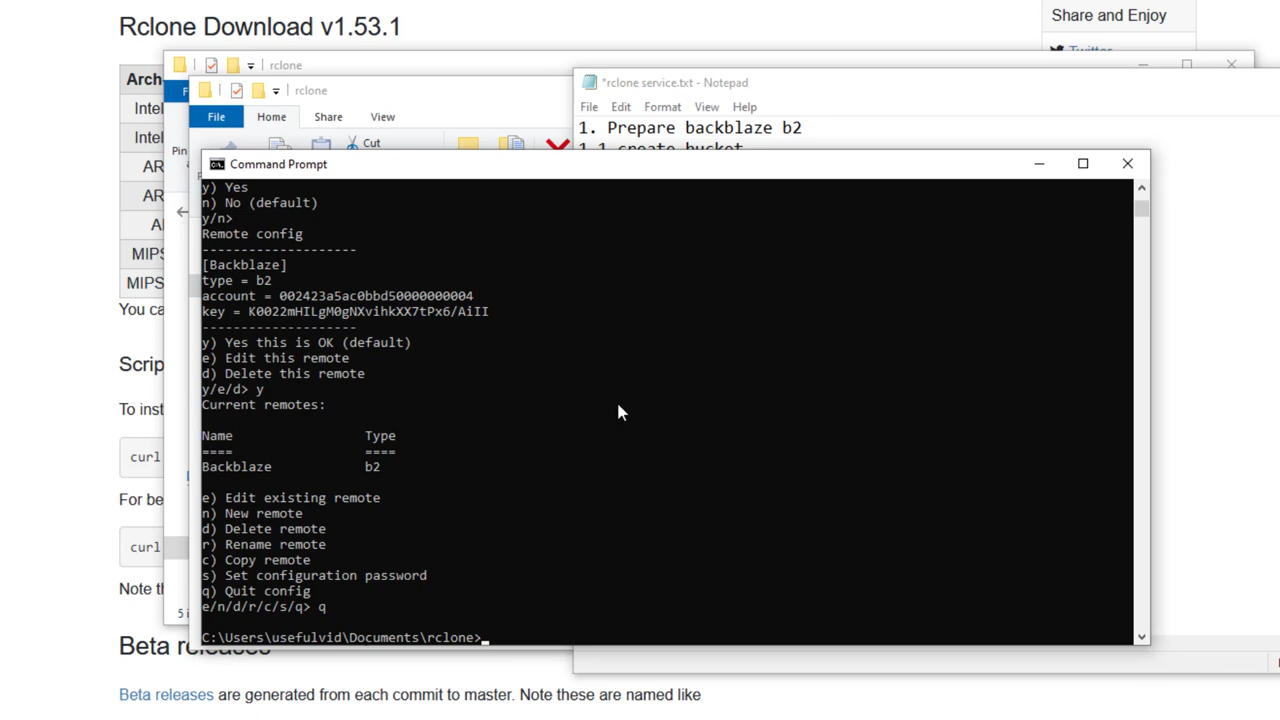 Rclone Download v1.53.1
Share and Enjoy
Twitter
Arch
Intel
Intel
AR
AR
MIPS
MIPS
You ca
Scrip
To inst
curl
For be
curl
Note th
Beta releases
Beta releases are generated from each commit to master. Note these are named like
rclone
Pin
rclone
File
Home
Share
View
Cut
*rclone service.txt - Notepad
File
Edit
Format
View
Help
1. Prepare backblaze b2
1.1 create bucket
Command Prompt
y) Yes
n) No (default)
y/n>
Remote config
--------------------
[Backblaze]
type = b2
account = 002423a5ac0bbd50000000004
key = K0022mHILgM0gNXvihkXX7tPx6/AiII
--------------------
y) Yes this is OK (default)
e) Edit this remote
d) Delete this remote
y/e/d> y
Current remotes:
Name Type
==== ====
Backblaze b2
e) Edit existing remote
n) New remote
d) Delete remote
r) Rename remote
c) Copy remote
s) Set configuration password
q) Quit config
e/n/d/r/c/s/q> q
C:\Users\usefulvid\Documents\rclone>